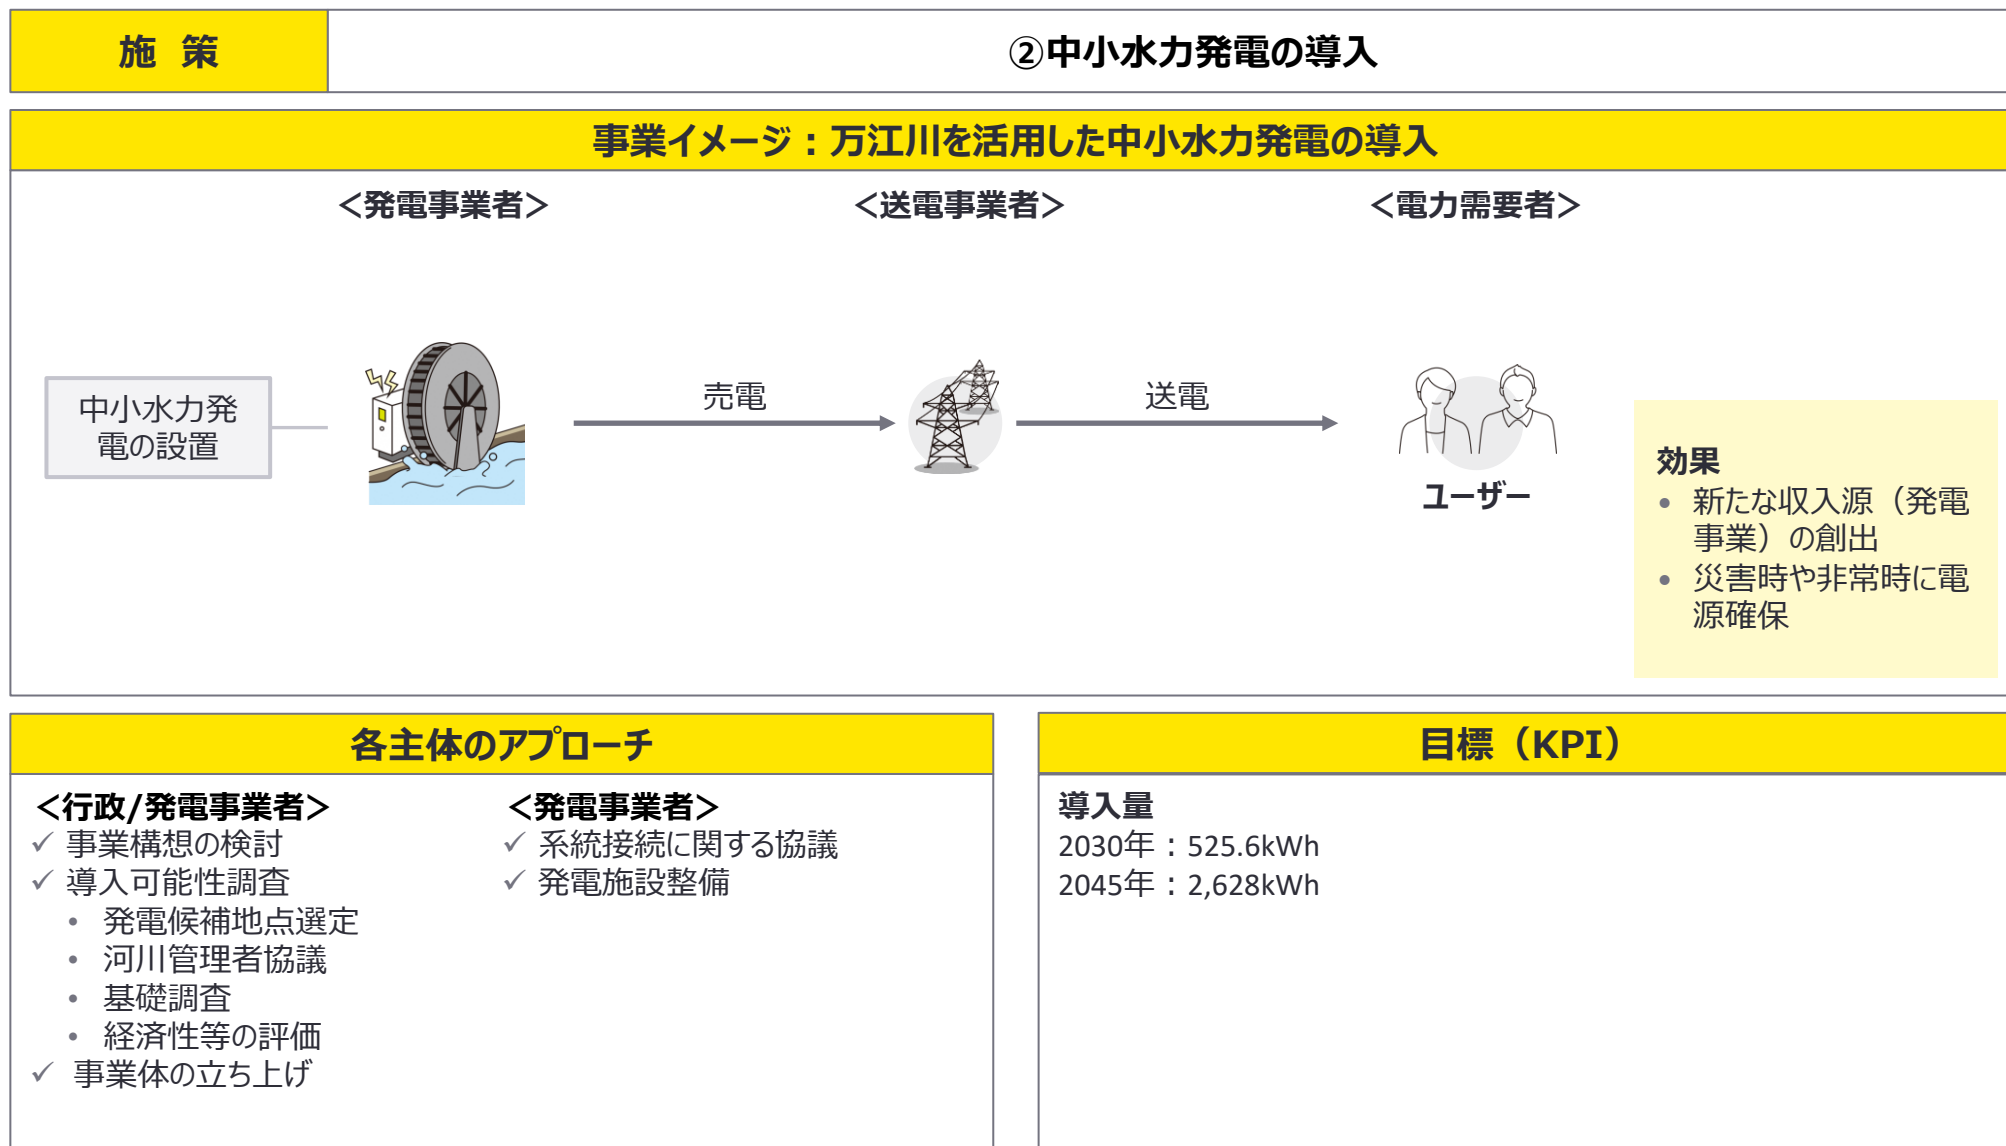 施 策
②中小水力発電の導入
事業イメージ：万江川を活用した中小水力発電の導入
＜発電事業者＞
＜送電事業者＞
＜電力需要者＞
中小水力発
電の設置
売電
送電
ユーザー
効果
• 新たな収入源（発電
事業）の創出
• 災害時や非常時に電
源確保
各主体のアプローチ
＜行政/発電事業者＞
✓ 事業構想の検討
✓ 導入可能性調査
• 発電候補地点選定
• 河川管理者協議
• 基礎調査
• 経済性等の評価
✓ 事業体の立ち上げ
＜発電事業者＞
✓ 系統接続に関する協議
✓ 発電施設整備
目標（KPI）
導入量
2030年：525.6kWh
2045年：2,628kWh